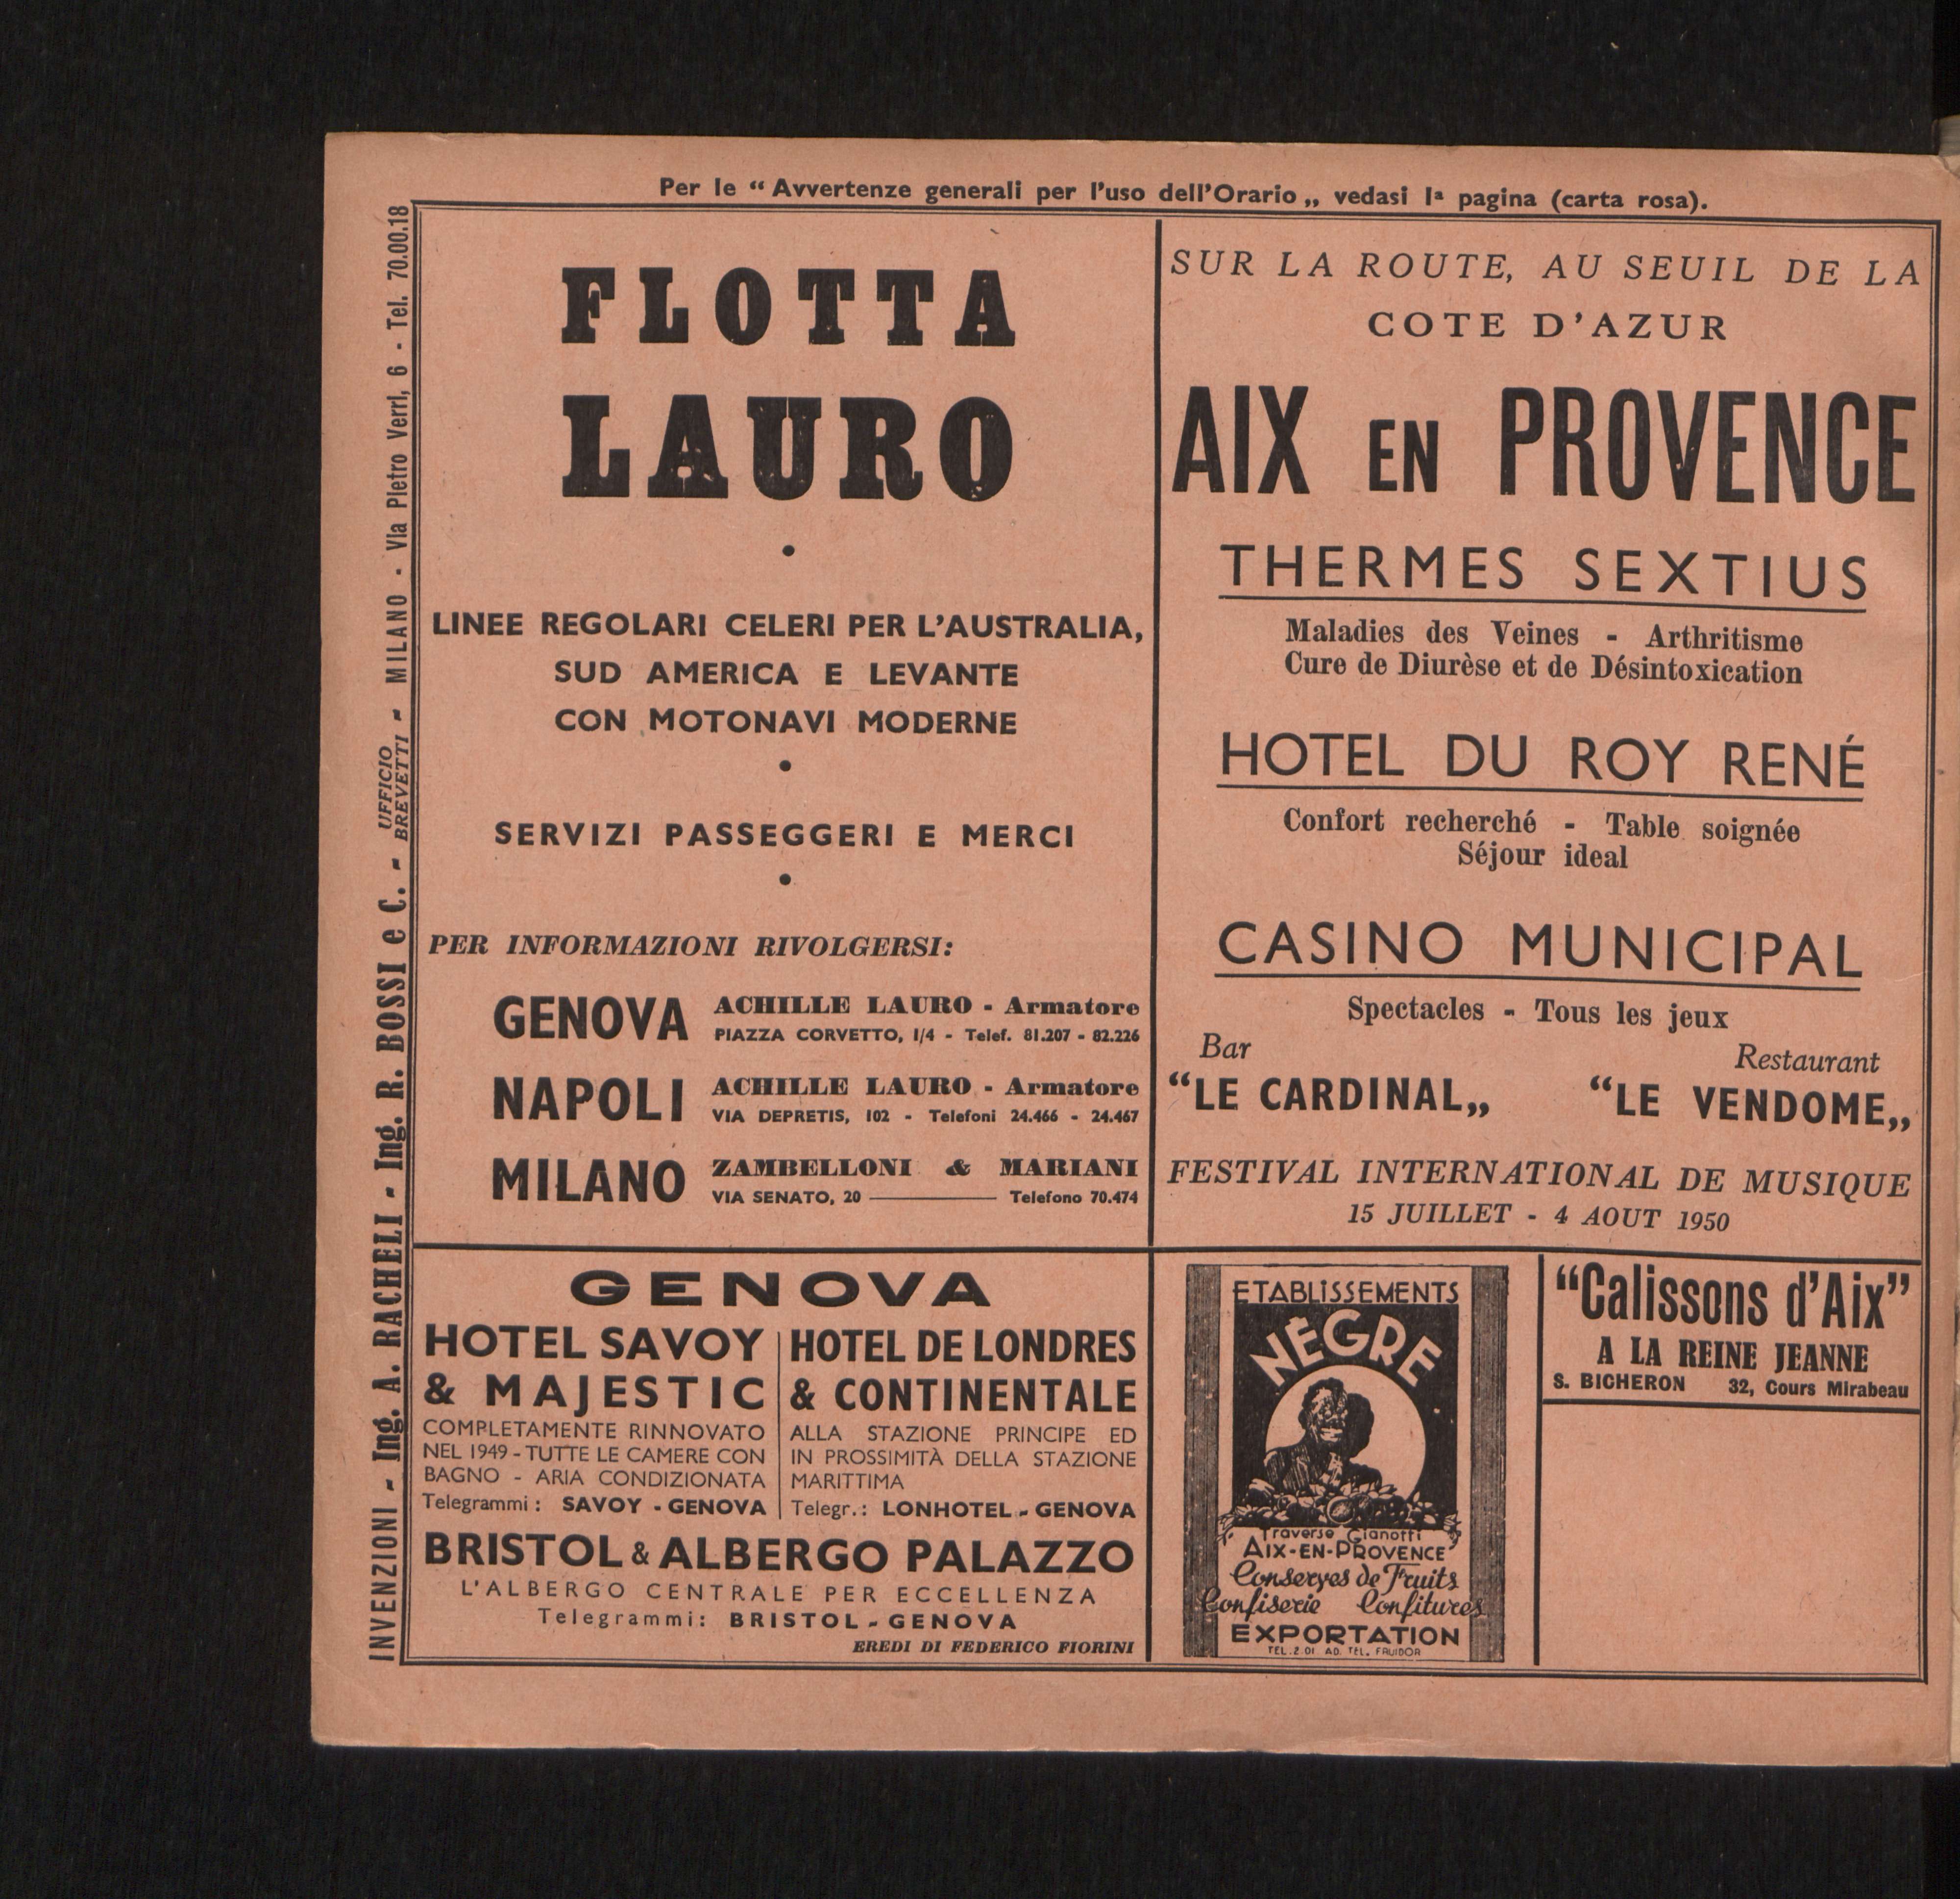 Per le “ Avvertenze generali per l'uso dell'Orario „ vedasi Iª pagina (carta rosa).
INVENZIONI - Ing. A. RACHELI - Ing. R. BOSSI e C. - UFFICIO BREVETTI - MILANO - Via Pietro Verri, 6 - Tel. 70.00.18
FLOTTA
LAURO
•
LINEE REGOLARI CELERI PER L'AUSTRALIA,
SUD AMERICA E LEVANTE
CON MOTONAVI MODERNE
•
SERVIZI PASSEGGERI E MERCI
•
PER INFORMAZIONI RIVOLGERSI:
GENOVA ACHILLE LAURO - Armatore
PIAZZA CORVETTO, 1/4 - Telef. 81.207 - 82.226
NAPOLI ACHILLE LAURO - Armatore
VIA DEPRETIS, 102 - Telefoni 24.466 - 24.467
MILANO ZAMBELLONI & MARIANI
VIA SENATO, 20 — Telefono 70.474
SUR LA ROUTE, AU SEUIL DE LA
COTE D'AZUR
AIX EN PROVENCE
THERMES SEXTIUS
Maladies des Veines - Arthritisme
Cure de Diurèse et de Désintoxication
HOTEL DU ROY RENÉ
Confort recherché - Table soignée
Séjour ideal
CASINO MUNICIPAL
Spectacles - Tous les jeux
Bar
“LE CARDINAL„
Restaurant
“LE VENDOME„
FESTIVAL INTERNATIONAL DE MUSIQUE
15 JUILLET - 4 AOUT 1950
GENOVA
HOTEL SAVOY
& MAJESTIC
COMPLETAMENTE RINNOVATO
NEL 1949 - TUTTE LE CAMERE CON
BAGNO - ARIA CONDIZIONATA
Telegrammi : SAVOY - GENOVA
HOTEL DE LONDRES
& CONTINENTALE
ALLA STAZIONE PRINCIPE ED
IN PROSSIMITÀ DELLA STAZIONE
MARITTIMA
Telegr. : LONHOTEL - GENOVA
BRISTOL & ALBERGO PALAZZO
L'ALBERGO CENTRALE PER ECCELLENZA
Telegrammi: BRISTOL - GENOVA
EREDI DI FEDERICO FIORINI
ETABLISSEMENTS
NÈGRE
Traverse Gianotti
AIX-EN-PROVENCE
Conserves de Fruits
Confiserie Confitures
EXPORTATION
TEL. 2.01 AD. TEL. FRUIDOR
“Calissons d'Aix”
A LA REINE JEANNE
S. BICHERON 32, Cours Mirabeau